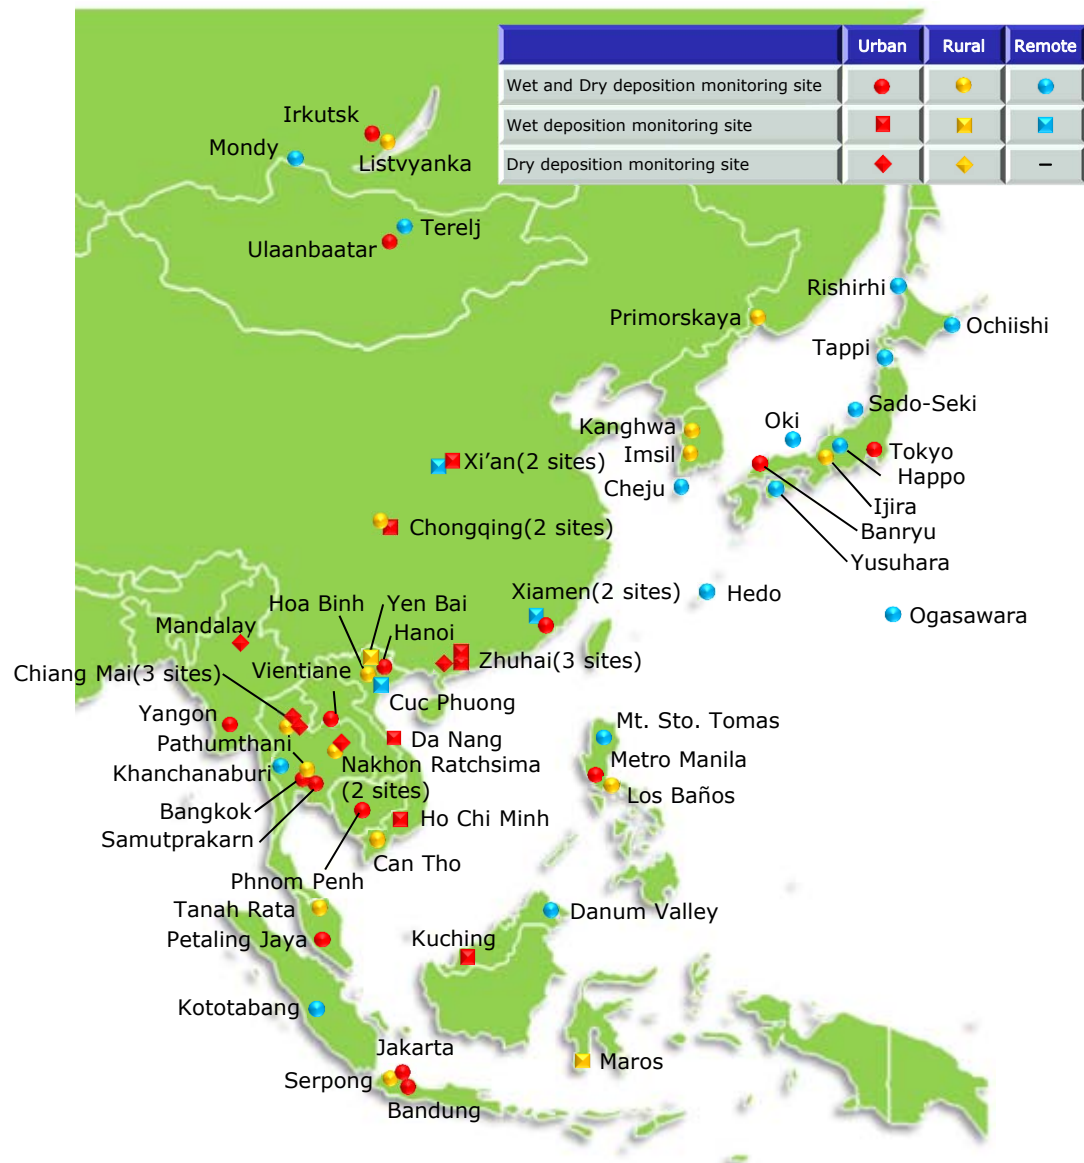 Urban Rural Remote
Wet and Dry deposition monitoring site
Wet deposition monitoring site
Dry deposition monitoring site –
Irkutsk
Mondy
Listvyanka
Terelj
Ulaanbaatar
Rishirhi
Primorskaya
Ochiishi
Tappi
Sado-Seki
Oki
Kanghwa
Tokyo
Imsil
Xi’an(2 sites)
Happo
Cheju
Ijira
Chongqing(2 sites)
Banryu
Yusuhara
Xiamen(2 sites)
Hedo
Hoa Binh
Yen Bai
Ogasawara
Mandalay
Hanoi
Zhuhai(3 sites)
Chiang Mai(3 sites)
Vientiane
Cuc Phuong
Yangon
Mt. Sto. Tomas
Da Nang
Pathumthani
Metro Manila
Nakhon Ratchsima
(2 sites)
Khanchanaburi
Los Baños
Bangkok
Ho Chi Minh
Samutprakarn
Can Tho
Phnom Penh
Tanah Rata
Danum Valley
Petaling Jaya
Kuching
Kototabang
Jakarta
Maros
Serpong
Bandung